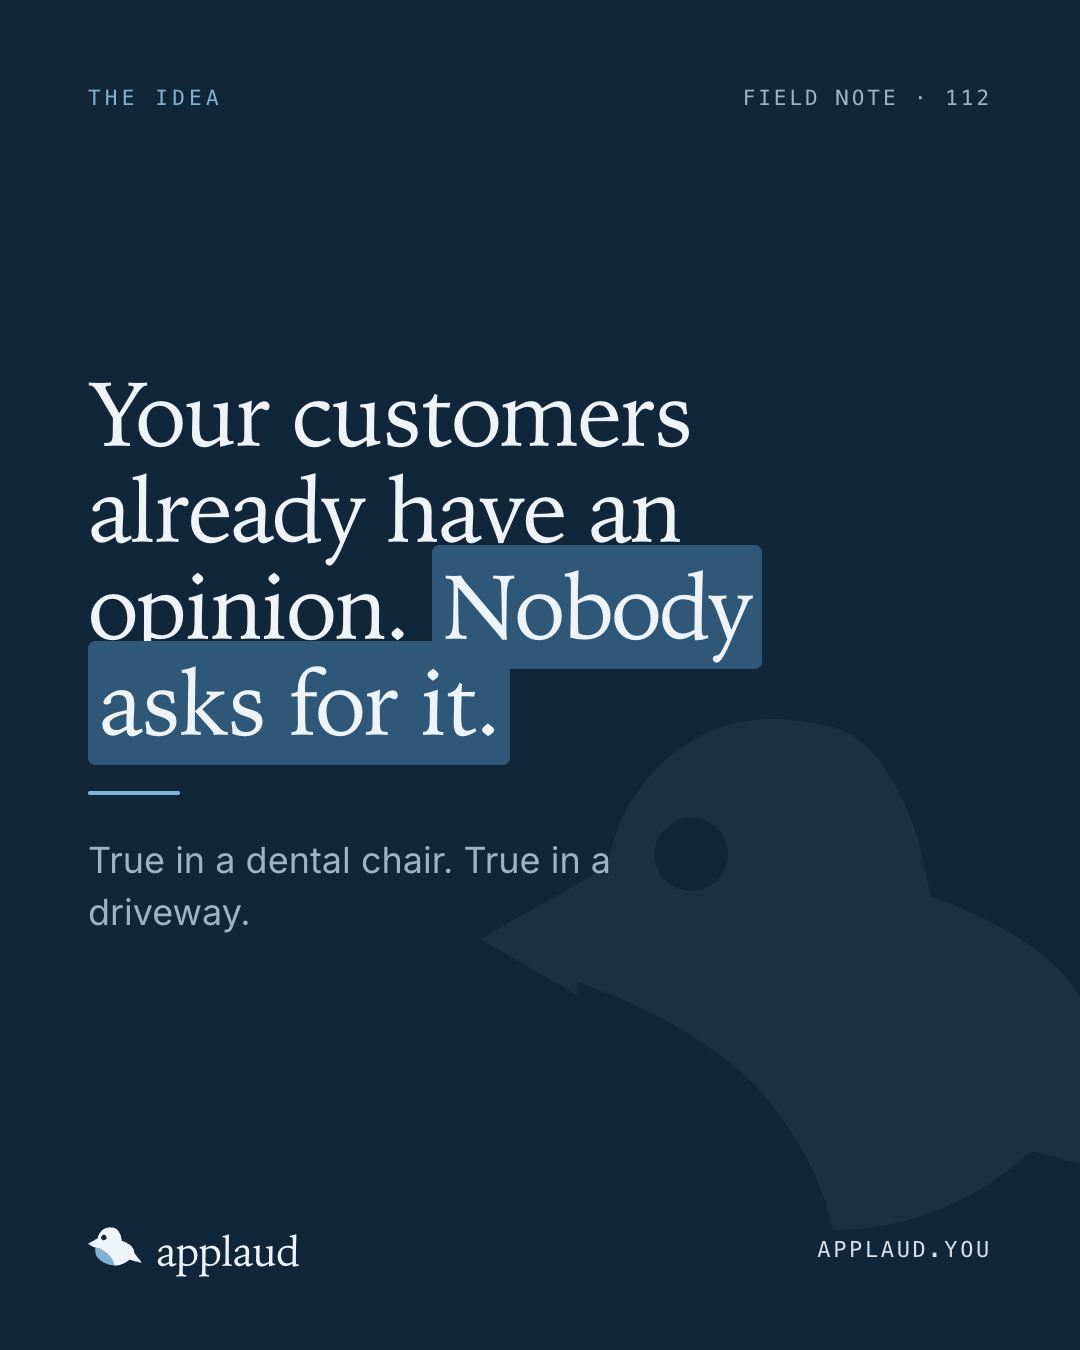 THE IDEA
FIELD NOTE · 112
Your customers
already have an
opinion. Nobody
asks for it.
True in a dental chair. True in a
driveway.
applaud
APPLAUD.YOU